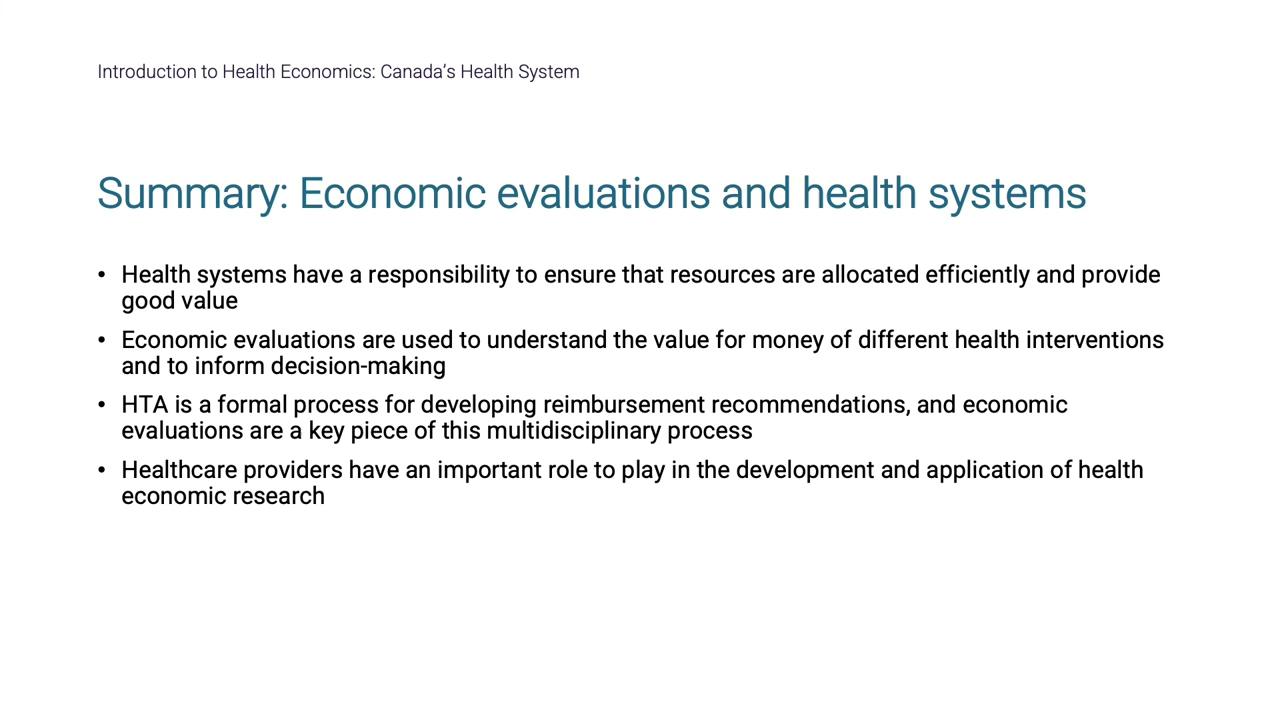 Introduction to Health Economics: Canada’s Health System
Summary: Economic evaluations and health systems
• Health systems have a responsibility to ensure that resources are allocated efficiently and provide
good value
• Economic evaluations are used to understand the value for money of different health interventions
and to inform decision-making
• HTA is a formal process for developing reimbursement recommendations, and economic
evaluations are a key piece of this multidisciplinary process
• Healthcare providers have an important role to play in the development and application of health
economic research